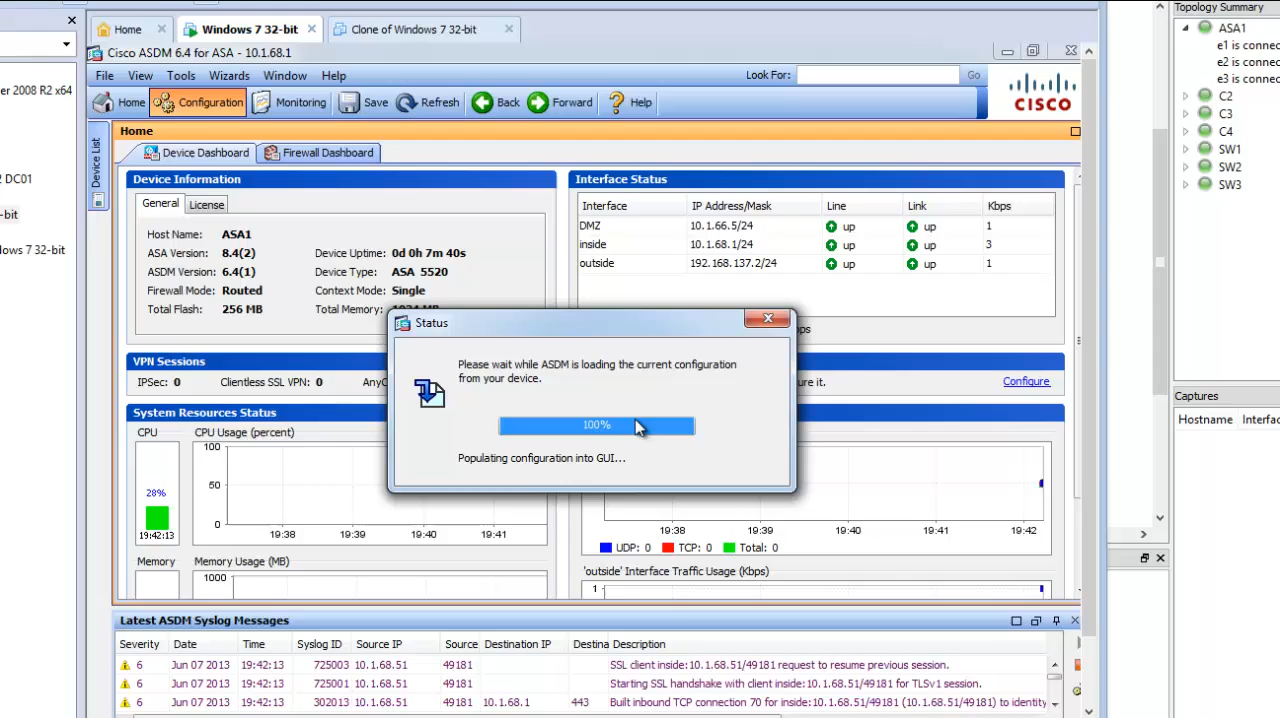 Home
Windows 7 32-bit
Clone of Windows 7 32-bit
Topology Summary
Cisco ASDM 6.4 for ASA - 10.1.68.1
ASA1
e1 is connec
e2 is connec
e3 is connec
C2
C3
C4
SW1
SW2
SW3
File View Tools Wizards Window Help
Look For:
Go
er 2008 R2 x64
2 DC01
-bit
ows 7 32-bit
Home Configuration Monitoring Save Refresh Back Forward Help
CISCO
Device List
Home
Device Dashboard Firewall Dashboard
Device Information
General License
Host Name: ASA1
ASA Version: 8.4(2) Device Uptime: 0d 0h 7m 40s
ASDM Version: 6.4(1) Device Type: ASA 5520
Firewall Mode: Routed Context Mode: Single
Total Flash: 256 MB Total Memory:
Interface Status
Interface IP Address/Mask Line Link Kbps
DMZ 10.1.66.5/24 up up 1
inside 10.1.68.1/24 up up 3
outside 192.168.137.2/24 up up 1
Status
Please wait while ASDM is loading the current configuration
from your device.
100%
Populating configuration into GUI...
VPN Sessions
IPSec: 0 Clientless SSL VPN: 0 AnyC
ure it. Configure
System Resources Status
CPU CPU Usage (percent)
100
50
0
28%
19:42:13
19:38 19:39 19:40 19:41
Memory Memory Usage (MB)
1000
19:38 19:39 19:40 19:41 19:42
UDP: 0 TCP: 0 Total: 0
'outside' Interface Traffic Usage (Kbps)
1
Captures
Hostname Interfac
Latest ASDM Syslog Messages
Severity Date Time Syslog ID Source IP Source Destination IP Destina Description
6 Jun 07 2013 19:42:13 725003 10.1.68.51 49181 SSL client inside:10.1.68.51/49181 request to resume previous session.
6 Jun 07 2013 19:42:13 725001 10.1.68.51 49181 Starting SSL handshake with client inside:10.1.68.51/49181 for TLSv1 session.
6 Jun 07 2013 19:42:13 302013 10.1.68.51 49181 10.1.68.1 443 Built inbound TCP connection 70 for inside:10.1.68.51/49181 (10.1.68.51/49181) to identity